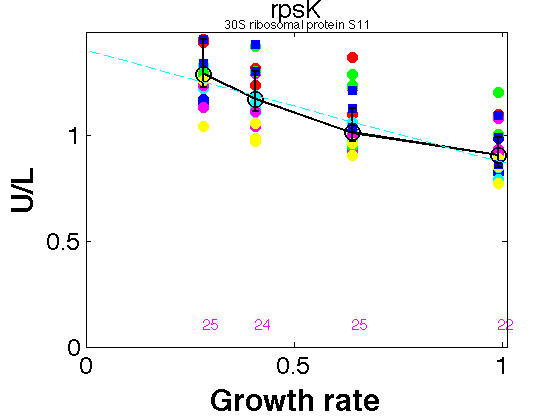 rpsK
30S ribosomal protein S11
1
0.5
0
U/L
25 24 25 22
0 0.5 1
Growth rate